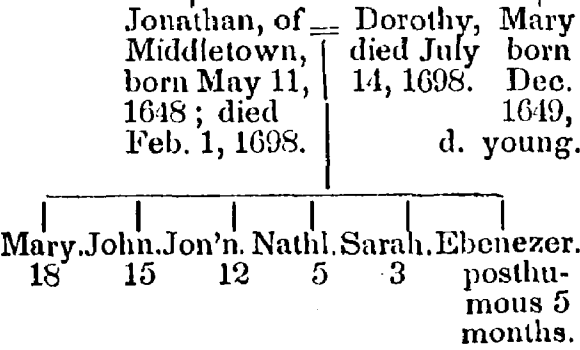 Jonathan, of = Dorothy, Mary
Middletown, died July born
born May 11, 14, 1698. Dec.
1648; died 1649,
Feb. 1, 1698. d. young.
Mary. John. Jon'n. Nathl. Sarah. Ebenezer.
18 15 12 5 3 posthu-
mous 5
months.